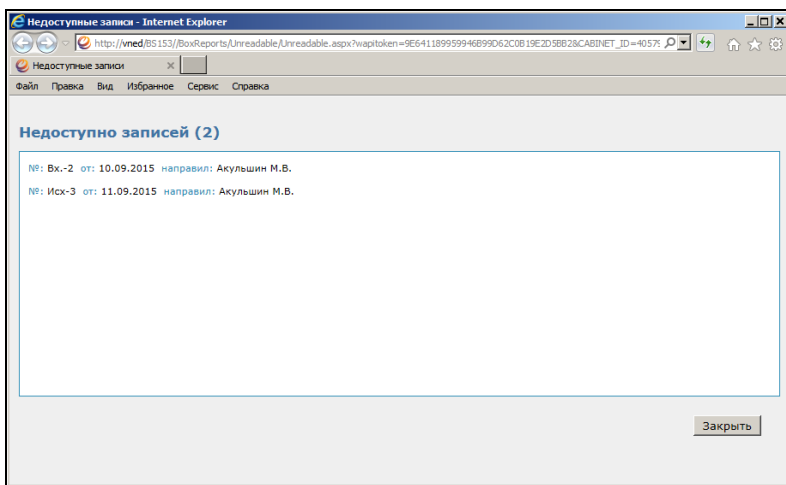 Недоступные записи - Internet Explorer
http://vned/BS153//BoxReports/Unreadable/Unreadable.aspx?wapitoken=9E641189959946B99D62C0B19E2D5BB2&CABINET_ID=40579
Недоступные записи
Файл Правка Вид Избранное Сервис Справка
Недоступно записей (2)
№: Вх.-2 от: 10.09.2015 направил: Акульшин М.В.
№: Исх-3 от: 11.09.2015 направил: Акульшин М.В.
Закрыть